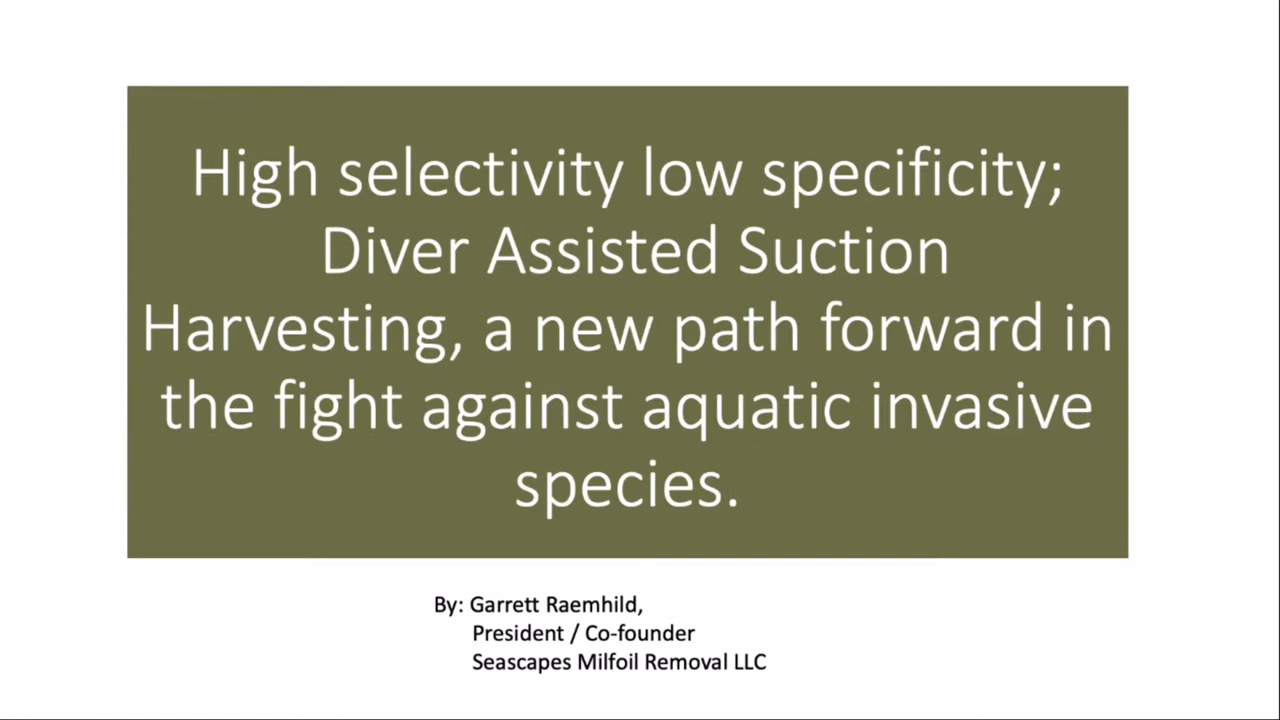 High selectivity low specificity;
Diver Assisted Suction
Harvesting, a new path forward in
the fight against aquatic invasive
species.
By: Garrett Raemhild,
President / Co-founder
Seascapes Milfoil Removal LLC